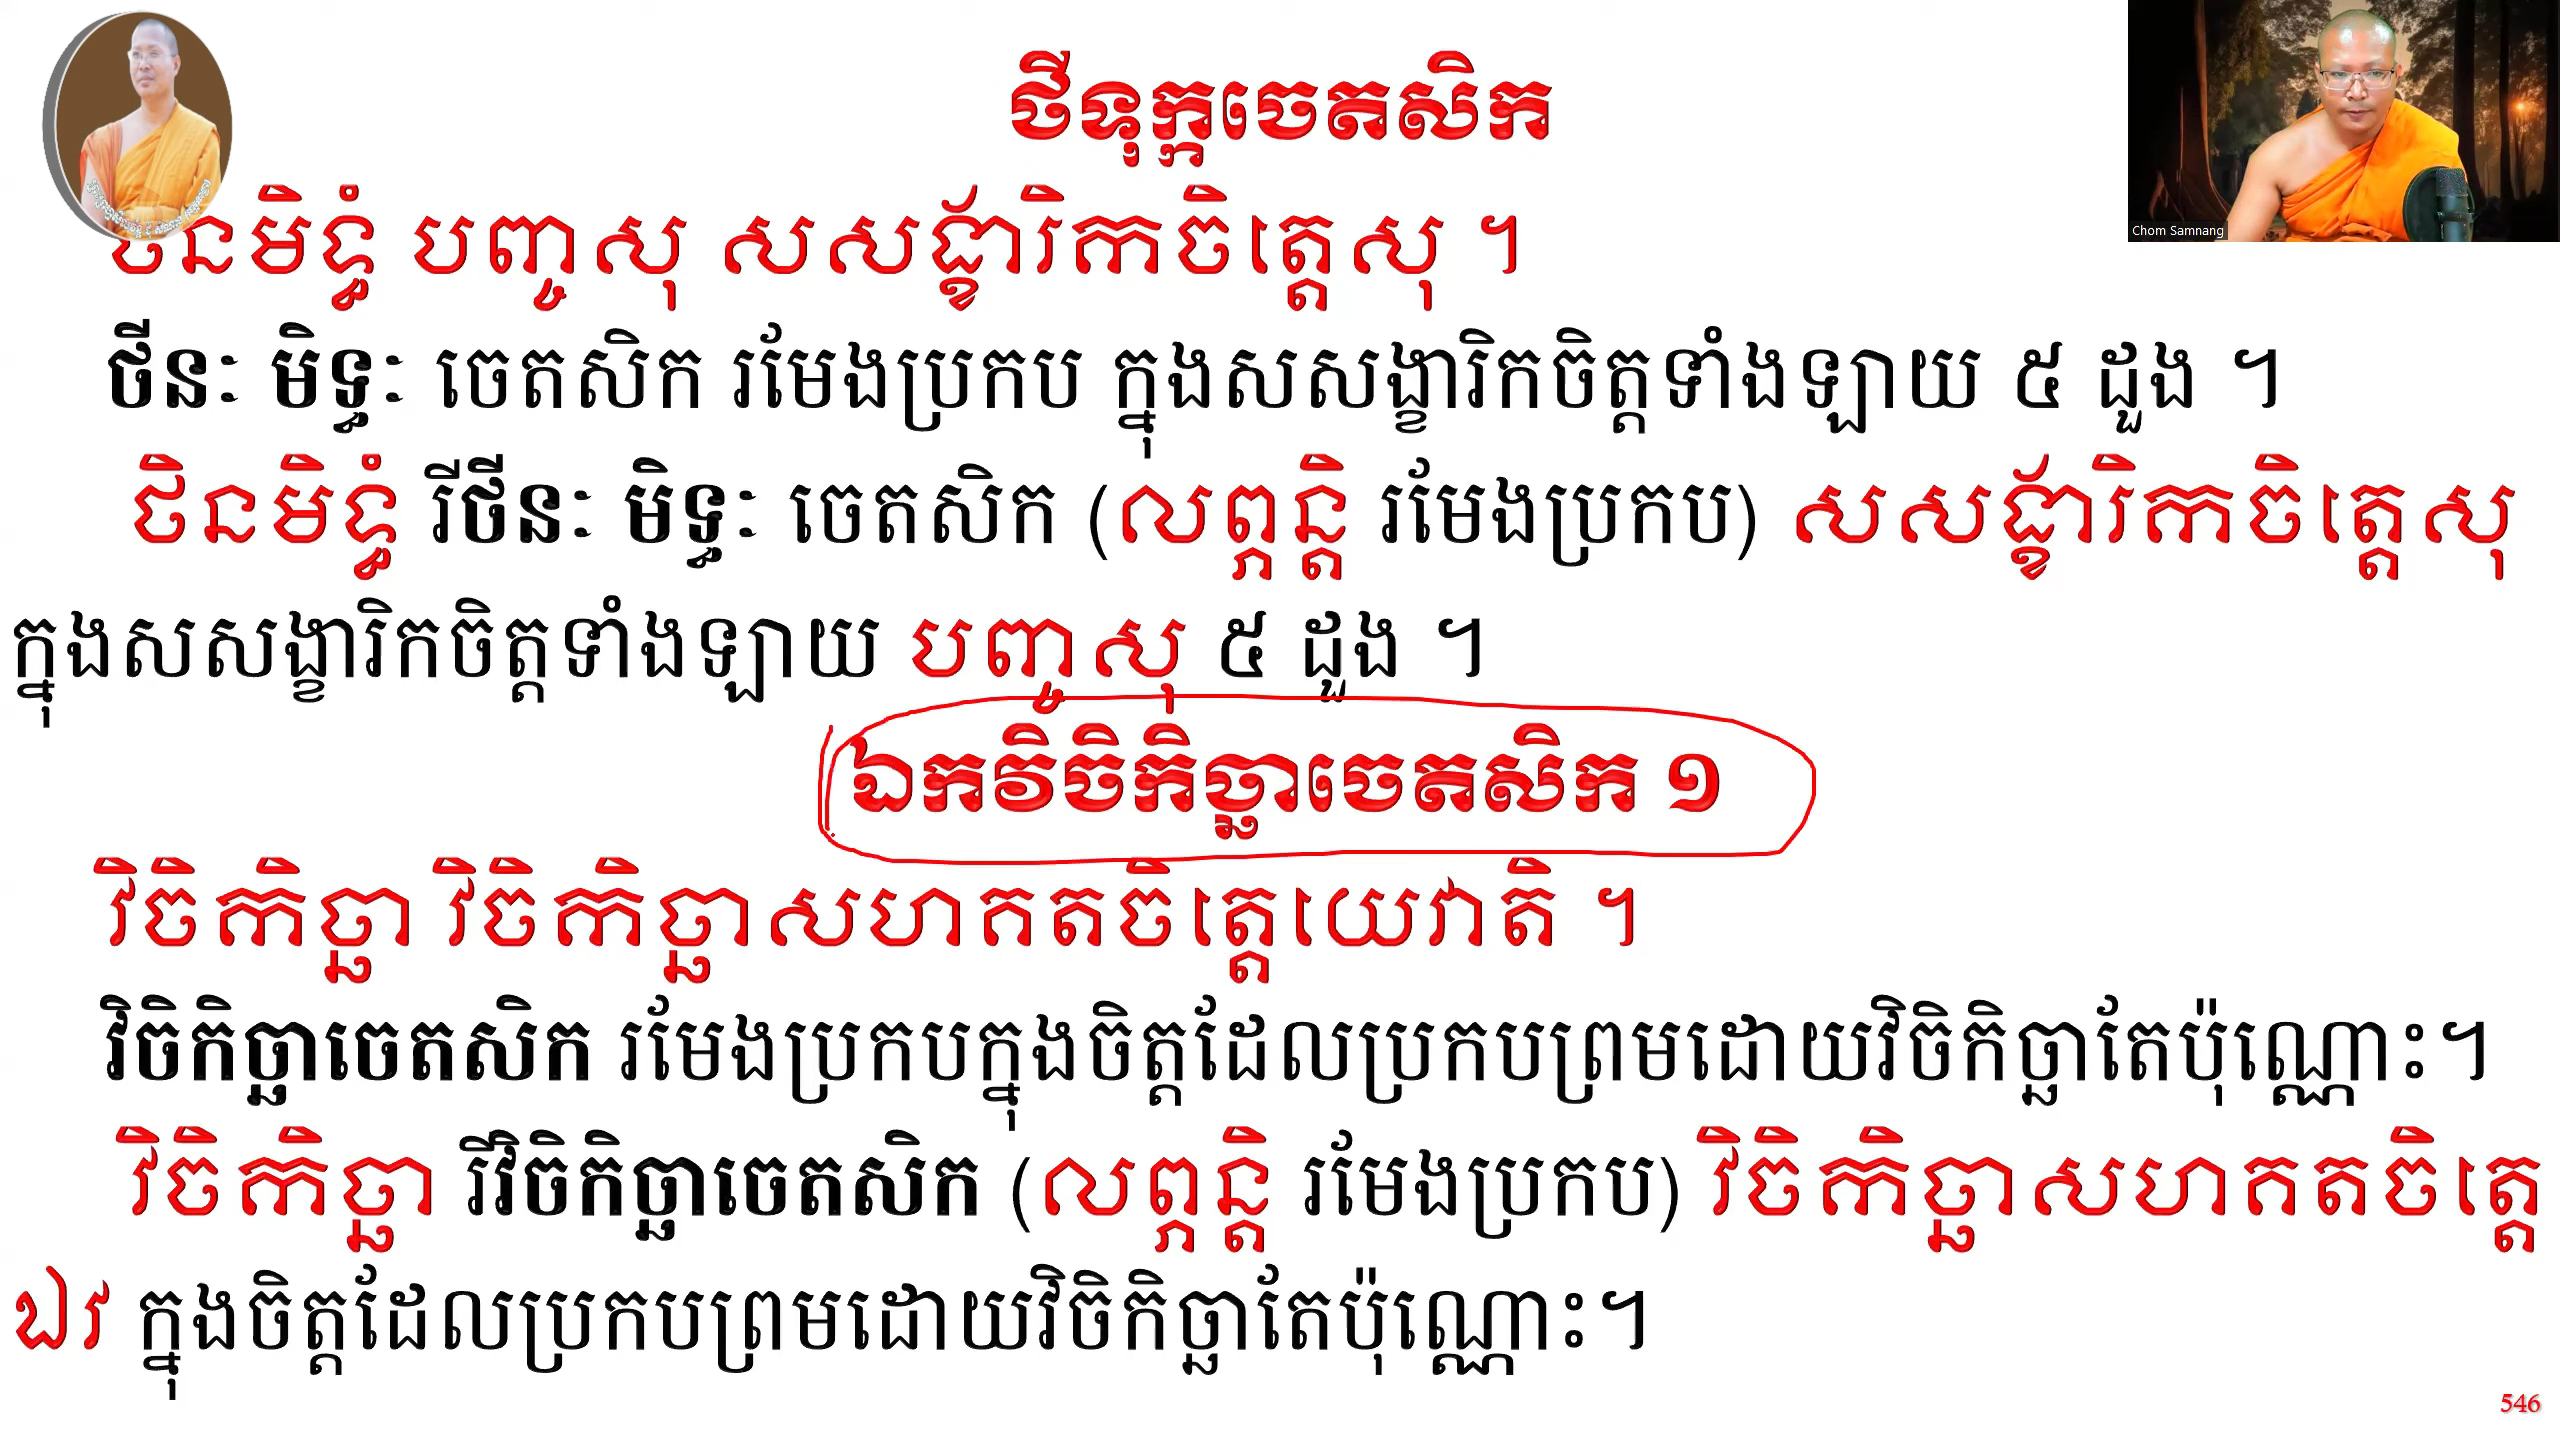 ថីទុក្កចេតសិក
Chom Samnang
ថិនមិទ្ធំ បញ្ចសុ សសង្ខារិកចិត្តេសុ ។
ថីនៈ មិទ្ធៈ ចេតសិក រមែងប្រកប ក្នុងសសង្ខារិកចិត្តទាំងឡាយ ៥ ដួង ។
ថិនមិទ្ធំ រីថីនៈ មិទ្ធៈ ចេតសិក (លព្ភន្តិ រមែងប្រកប) សសង្ខារិកចិត្តេសុ
ក្នុងសសង្ខារិកចិត្តទាំងឡាយ បញ្ចសុ ៥ ដួង ។
ឯកវិចិកិច្ឆាចេតសិក ១
វិចិកិច្ឆា វិចិកិច្ឆាសហគតចិត្តេយេវាតិ ។
វិចិកិច្ឆាចេតសិក រមែងប្រកបក្នុងចិត្តដែលប្រកបព្រមដោយវិចិកិច្ឆាតែប៉ុណ្ណោះ។
វិចិកិច្ឆា រីវិចិកិច្ឆាចេតសិក (លព្ភន្តិ រមែងប្រកប) វិចិកិច្ឆាសហគតចិត្តេ
ឯវ ក្នុងចិត្តដែលប្រកបព្រមដោយវិចិកិច្ឆាតែប៉ុណ្ណោះ។
546